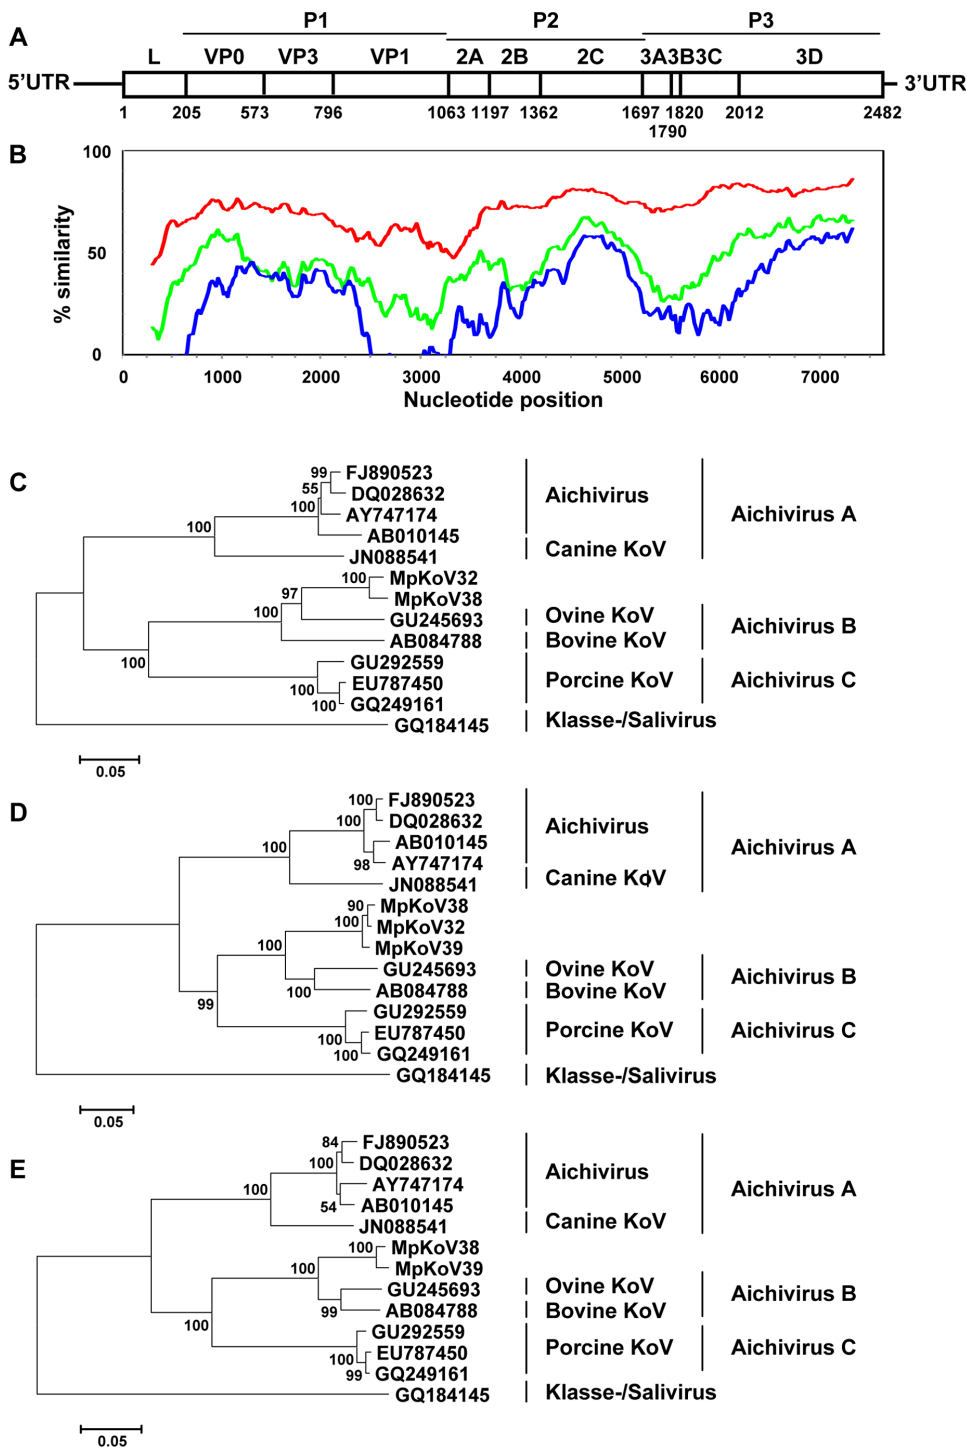 A
P1 P2 P3
L VP0 VP3 VP1 2A 2B 2C 3A 3B 3C 3D
5'UTR 3'UTR
1 205 573 796 1063 1197 1362 1697 1820 2012 2482
1790
B
% similarity
100
50
0
0 1000 2000 3000 4000 5000 6000 7000
Nucleotide position
C
99 FJ890523
55 DQ028632
Aichivirus
100 AY747174
Aichivirus A
100 AB010145
JN088541 Canine KoV
100 MpKoV32
97 MpKoV38
100 GU245693 Ovine KoV
Aichivirus B
AB084788 Bovine KoV
100 GU292559
100 EU787450 Porcine KoV Aichivirus C
100 GQ249161
GQ184145 Klasse-/Salivirus
0.05
D
100 FJ890523
100 DQ028632
Aichivirus
100 AB010145
Aichivirus A
98 AY747174
JN088541 Canine KoV
90 MpKoV38
100 MpKoV32
100 MpKoV39
GU245693 Ovine KoV
Aichivirus B
100 AB084788 Bovine KoV
99 GU292559
100 EU787450 Porcine KoV Aichivirus C
100 GQ249161
GQ184145 Klasse-/Salivirus
0.05
E
84 FJ890523
100 DQ028632
Aichivirus
100 AY747174
Aichivirus A
54 AB010145
JN088541 Canine KoV
100 MpKoV38
100 MpKoV39
GU245693 Ovine KoV
Aichivirus B
99 AB084788 Bovine KoV
100 GU292559
100 EU787450 Porcine KoV Aichivirus C
99 GQ249161
GQ184145 Klasse-/Salivirus
0.05